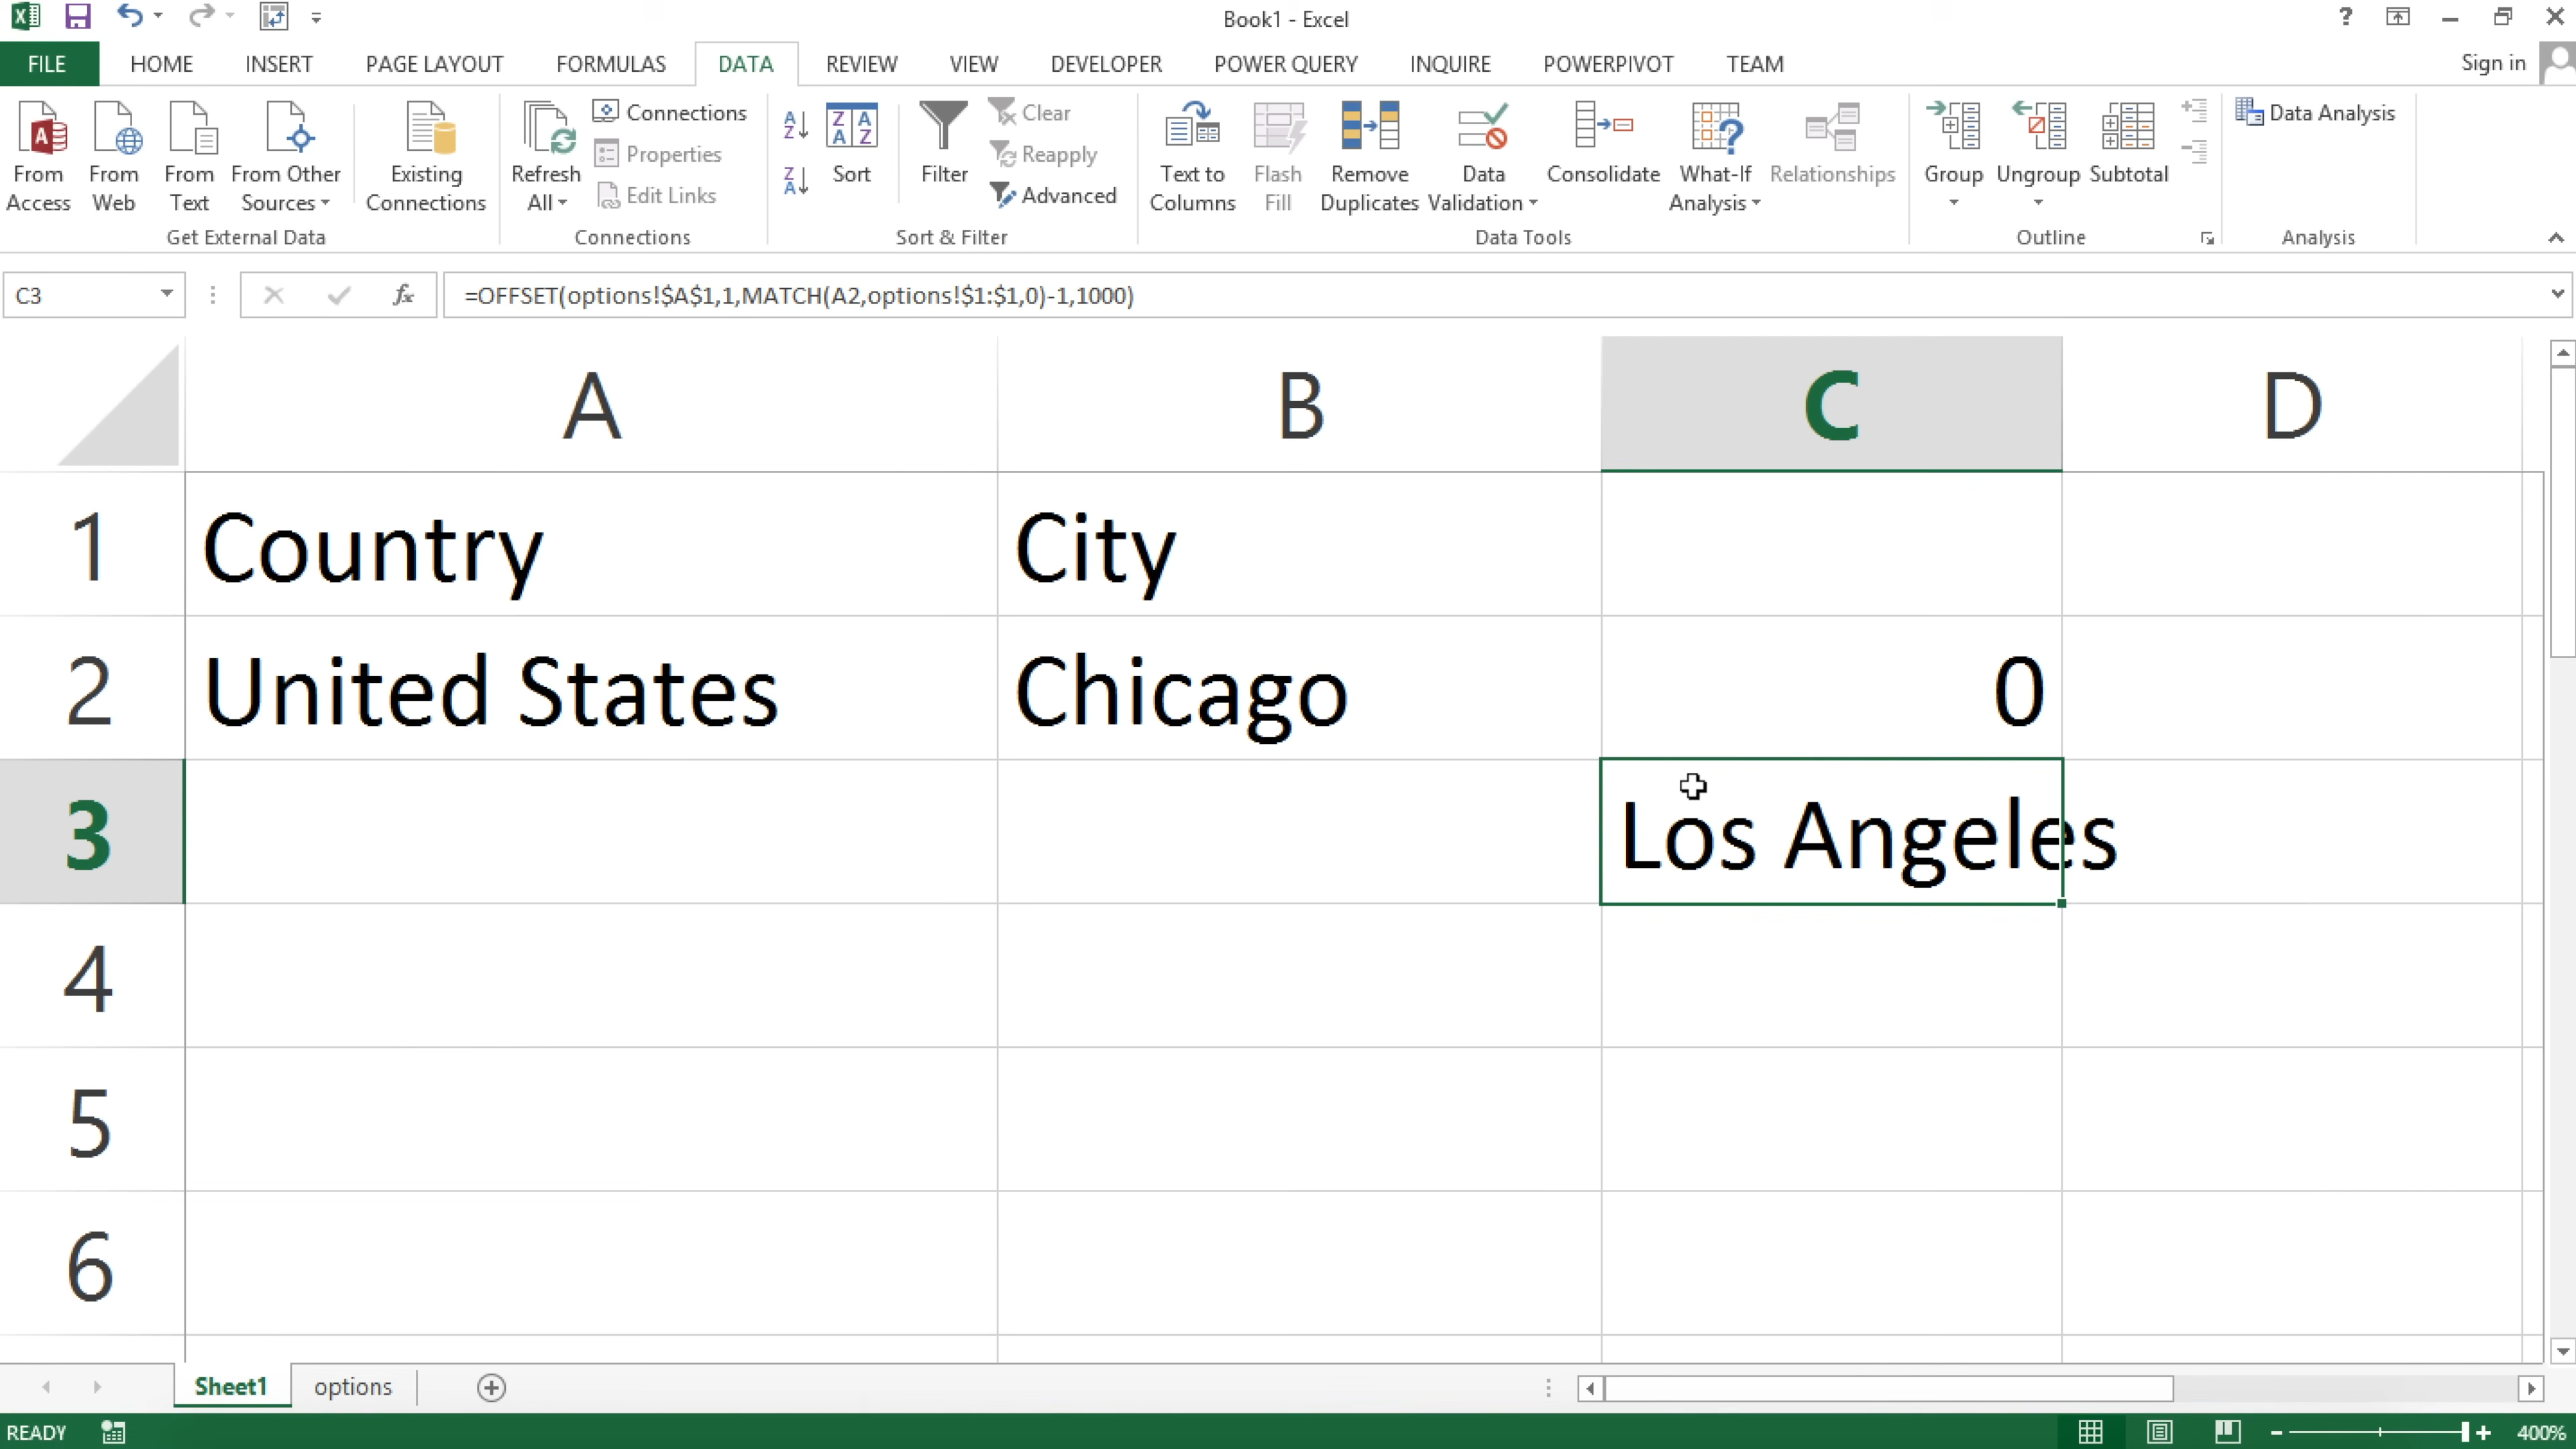 Book1 - Excel
FILE HOME INSERT PAGE LAYOUT FORMULAS DATA REVIEW VIEW DEVELOPER POWER QUERY INQUIRE POWERPIVOT TEAM Sign in
From Access
From Web
From Text
From Other Sources
Existing Connections
Get External Data
Refresh All
Connections
Properties
Edit Links
Connections
Sort
Filter
Clear
Reapply
Advanced
Sort & Filter
Text to Columns
Flash Fill
Remove Duplicates
Data Validation
Consolidate
What-If Analysis
Relationships
Data Tools
Group
Ungroup
Subtotal
Outline
Data Analysis
Analysis
C3 fx =OFFSET(options!$A$1,1,MATCH(A2,options!$1:$1,0)-1,1000)
A B C D
1 Country City
2 United States Chicago 0
3 Los Angeles
4
5
6
Sheet1 options
READY 400%